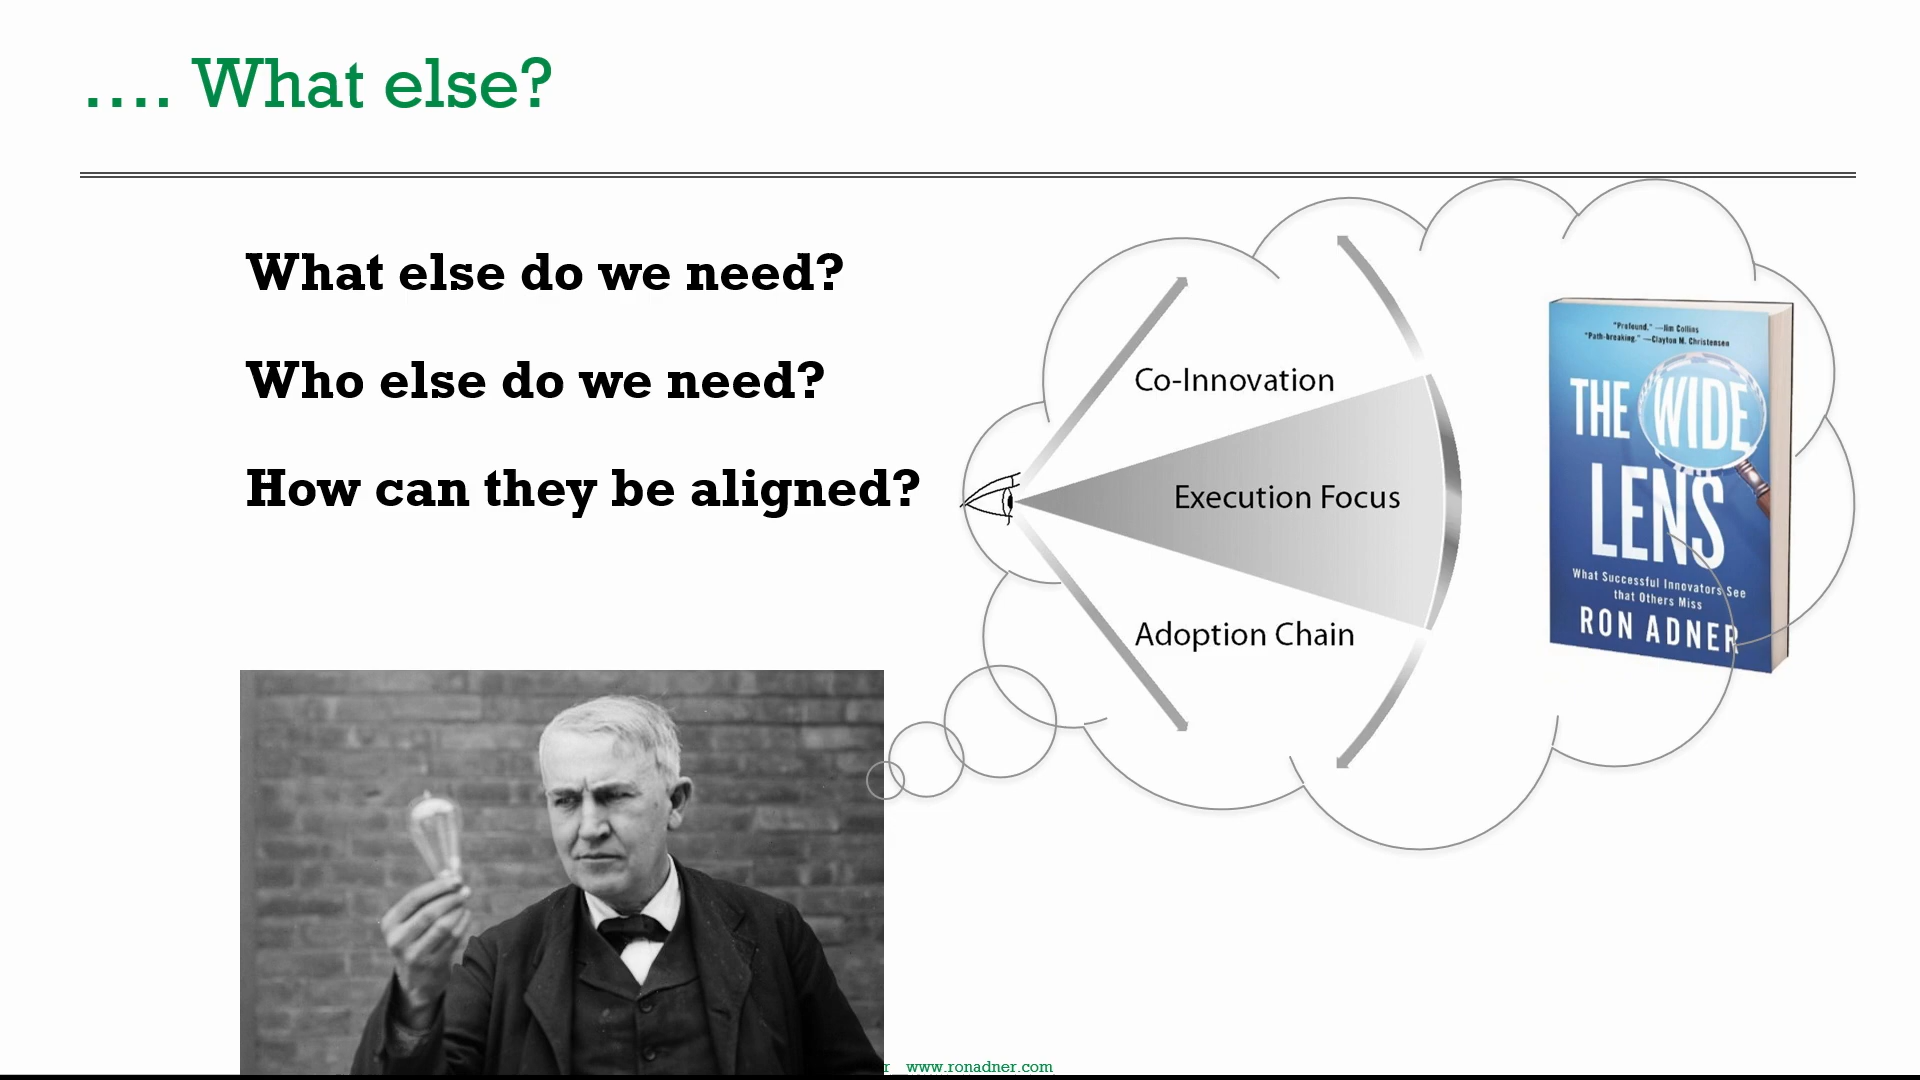 .... What else?
What else do we need?
Who else do we need?
How can they be aligned?
Co-Innovation
Execution Focus
Adoption Chain
"Profound." —Jim Collins
"Path-breaking." —Clayton M. Christensen
THE WIDE
LENS
What Successful Innovators See
that Others Miss
RON ADNER
r www.ronadner.com